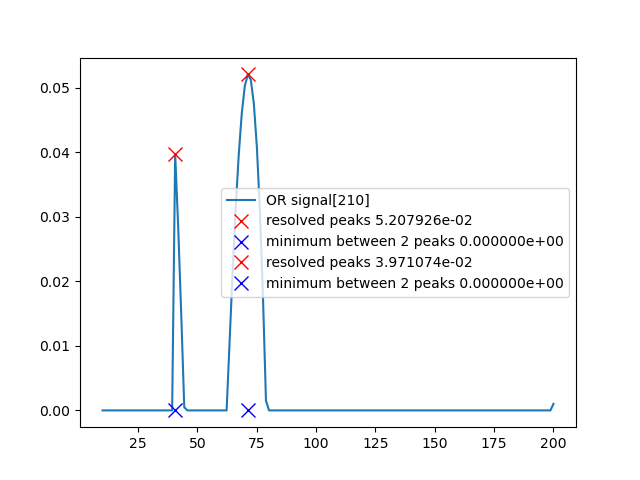 0.05
0.04
0.03
0.02
0.01
0.00
OR signal[210]
resolved peaks 5.207926e-02
minimum between 2 peaks 0.000000e+00
resolved peaks 3.971074e-02
minimum between 2 peaks 0.000000e+00
25 50 75 100 125 150 175 200